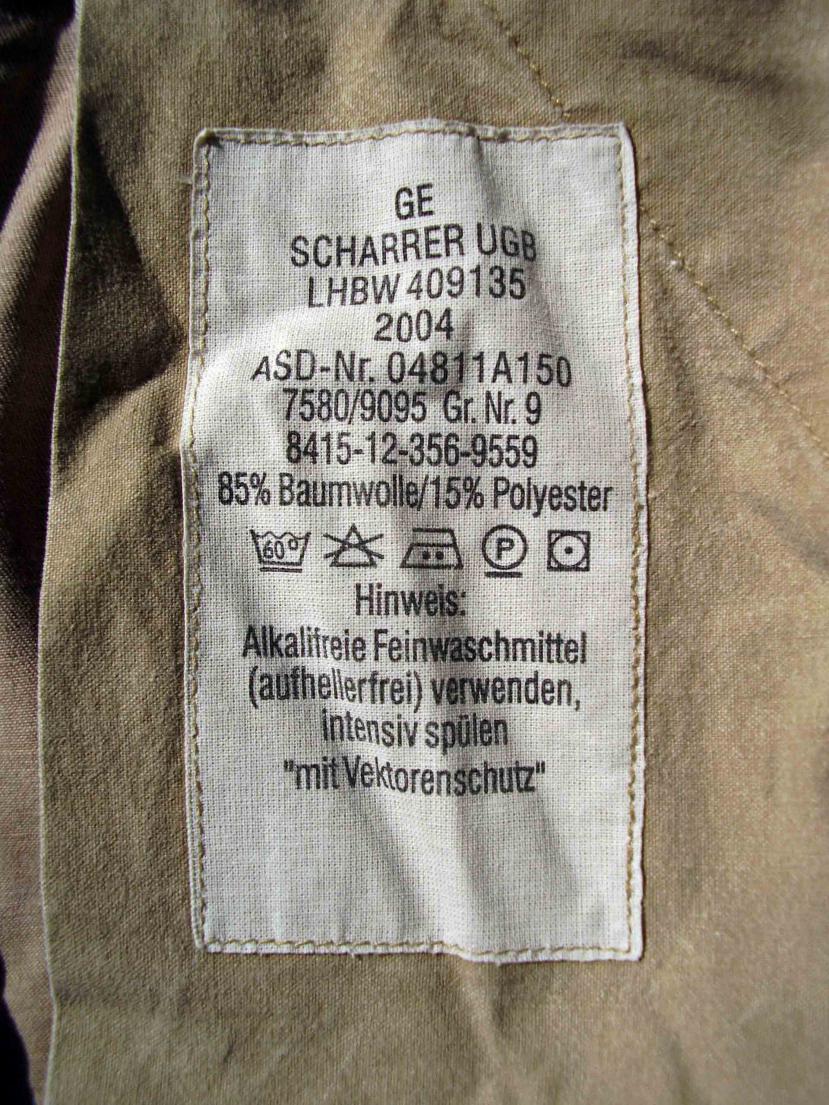 GE
SCHARRER UGB
LHBW 409135
2004
ASD-Nr. 04811A150
7580/9095 Gr. Nr. 9
8415-12-356-9559
85% Baumwolle/15% Polyester
60° P
Hinweis:
Alkalifreie Feinwaschmittel
(aufhellerfrei) verwenden,
intensiv spülen
"mit Vektorenschutz"